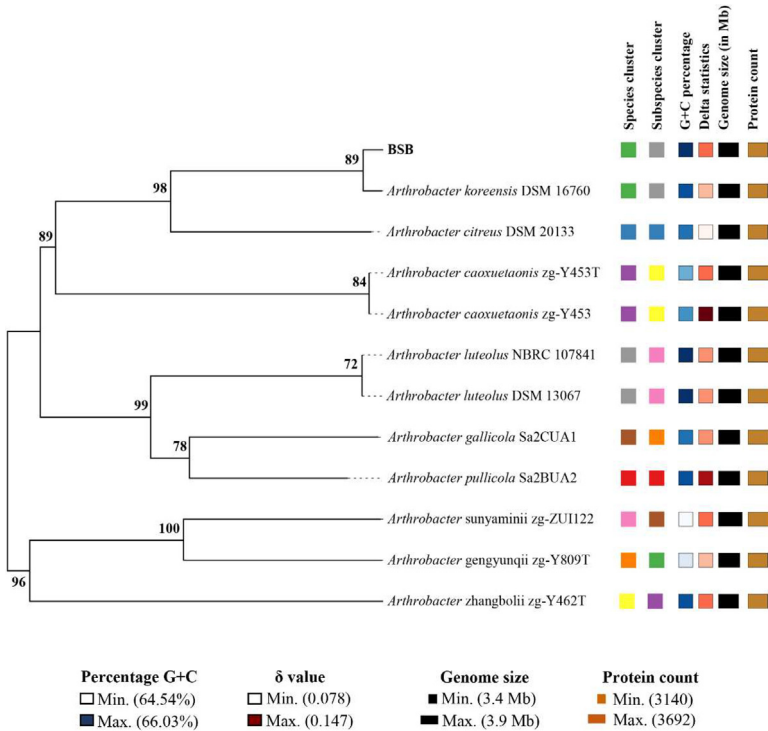 Species cluster
Subspecies cluster
G+C percentage
Delta statistics
Genome size (in Mb)
Protein count
BSB
89
Arthrobacter koreensis DSM 16760
98
Arthrobacter citreus DSM 20133
89
Arthrobacter caoxuetaonis zg-Y453T
84
Arthrobacter caoxuetaonis zg-Y453
Arthrobacter luteolus NBRC 107841
72
Arthrobacter luteolus DSM 13067
99
Arthrobacter gallicola Sa2CUA1
78
Arthrobacter pullicola Sa2BUA2
Arthrobacter sunyaminii zg-ZUI122
100
Arthrobacter gengyunqii zg-Y809T
96
Arthrobacter zhangbolii zg-Y462T
Percentage G+C
Min. (64.54%)
Max. (66.03%)
δ value
Min. (0.078)
Max. (0.147)
Genome size
Min. (3.4 Mb)
Max. (3.9 Mb)
Protein count
Min. (3140)
Max. (3692)